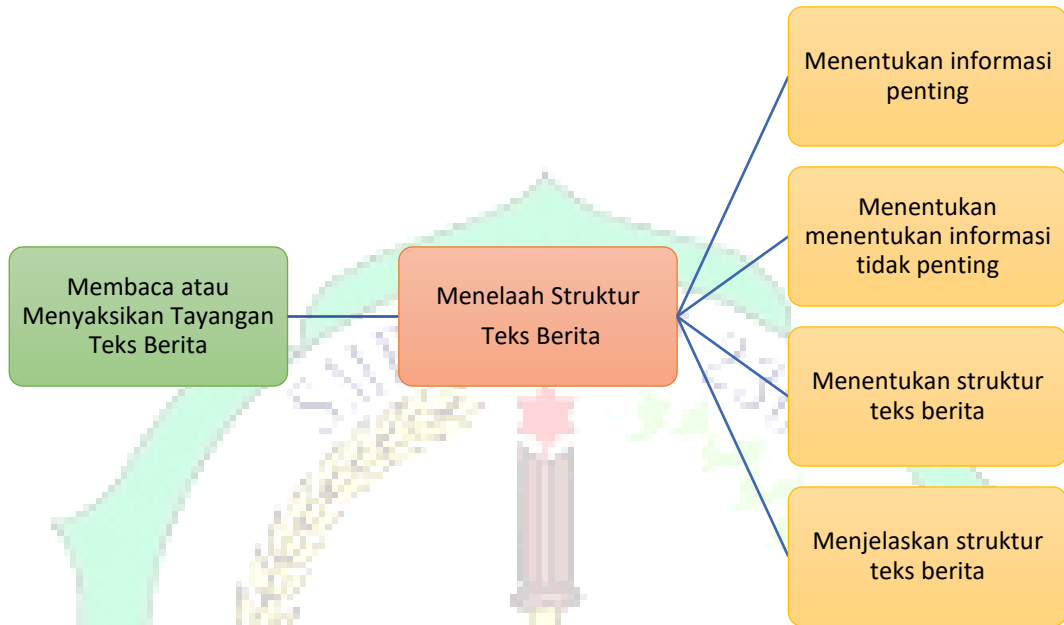 Membaca atau
Menyaksikan Tayangan
Teks Berita
Menelaah Struktur
Teks Berita
Menentukan informasi
penting
Menentukan
menentukan informasi
tidak penting
Menentukan struktur
teks berita
Menjelaskan struktur
teks berita